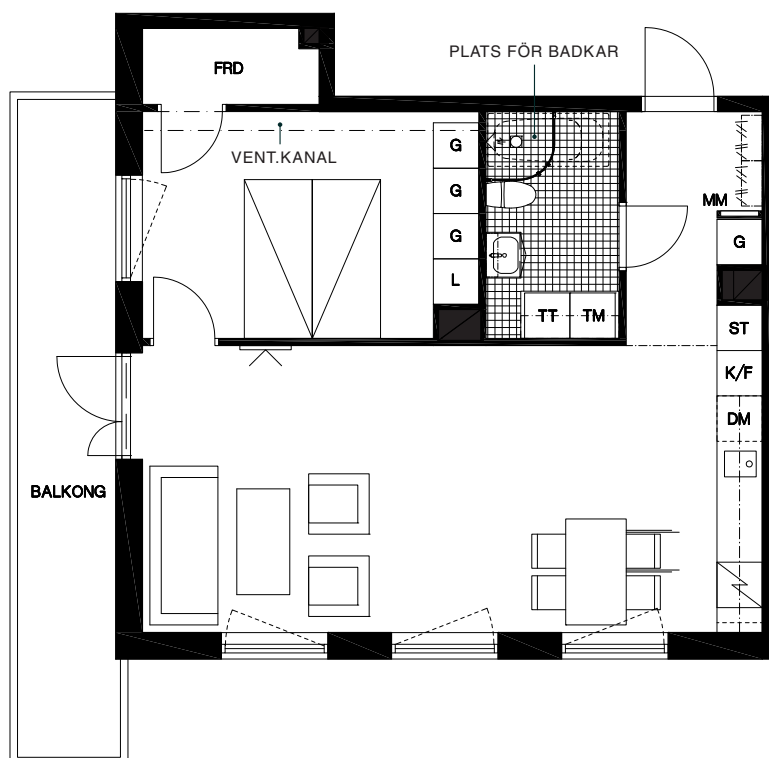 PLATS FÖR BADKAR
FRD
VENT.KANAL
G
G
G
L
MM
G
TT TM
ST
K/F
DM
BALKONG